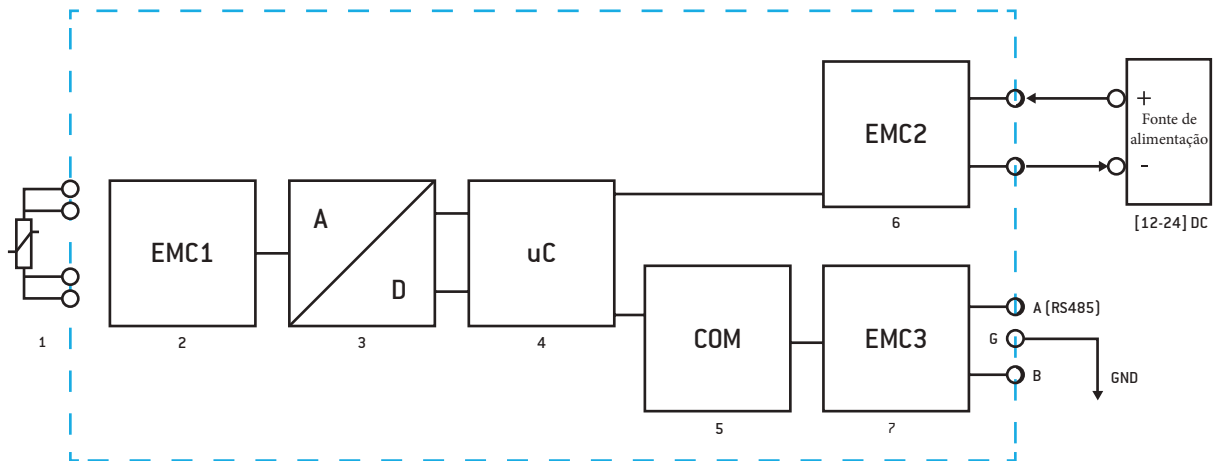 EMC2
+
Fonte de
alimentação
-
6
[12-24] DC
EMC1
A
D
uC
1
2
3
4
COM
EMC3
A (RS485)
G
B
GND
5
7